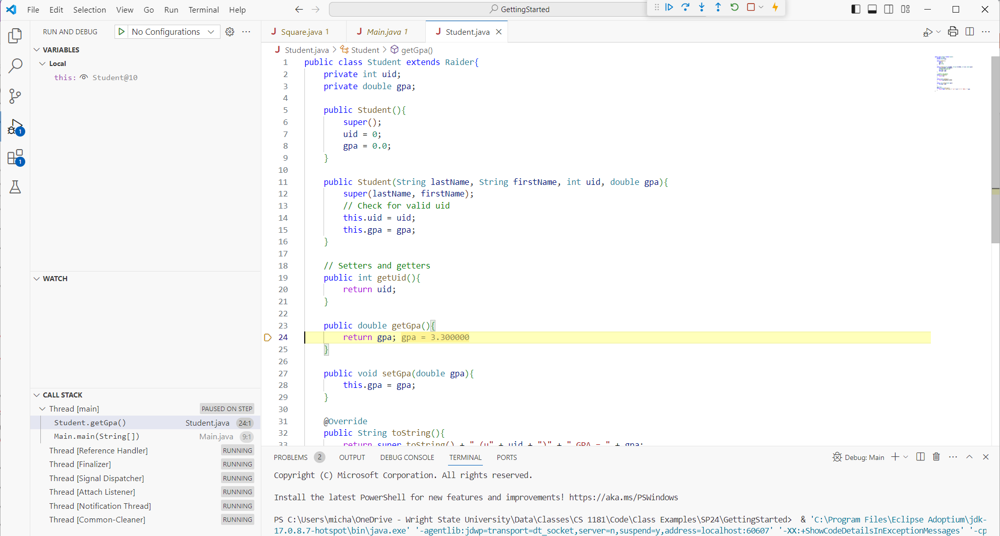 File Edit Selection View Go Run Terminal Help
GettingStarted
RUN AND DEBUG
No Configurations
VARIABLES
Local
this: Student@10
WATCH
CALL STACK
Thread [main] PAUSED ON STEP
Student.getGpa() Student.java 24:1
Main.main(String[]) Main.java 9:1
Thread [Reference Handler] RUNNING
Thread [Finalizer] RUNNING
Thread [Signal Dispatcher] RUNNING
Thread [Attach Listener] RUNNING
Thread [Notification Thread] RUNNING
Thread [Common-Cleaner] RUNNING
1
1
J Square.java 1
J Main.java 1
J Student.java
J Student.java > Student > getGpa()
1 public class Student extends Raider{
2 private int uid;
3 private double gpa;
4
5 public Student(){
6 super();
7 uid = 0;
8 gpa = 0.0;
9 }
10
11 public Student(String lastName, String firstName, int uid, double gpa){
12 super(lastName, firstName);
13 // Check for valid uid
14 this.uid = uid;
15 this.gpa = gpa;
16 }
17
18 // Setters and getters
19 public int getUid(){
20 return uid;
21 }
22
23 public double getGpa(){
24 return gpa; gpa = 3.300000
25 }
26
27 public void setGpa(double gpa){
28 this.gpa = gpa;
29 }
30
31 @Override
32 public String toString(){
33 return super.toString() + " (u" + uid + ")" + " GPA = " + gpa;
PROBLEMS 2 OUTPUT DEBUG CONSOLE TERMINAL PORTS
Debug: Main
Copyright (C) Microsoft Corporation. All rights reserved.
Install the latest PowerShell for new features and improvements! https://aka.ms/PSWindows
PS C:\Users\micha\OneDrive - Wright State University\Data\Classes\CS 1181\Code\Class Examples\SP24\GettingStarted> & 'C:\Program Files\Eclipse Adoptium\jdk-
17.0.8.7-hotspot\bin\java.exe' '-agentlib:jdwp=transport=dt_socket,server=n,suspend=y,address=localhost:60607' '-XX:+ShowCodeDetailsInExceptionMessages' '-cp